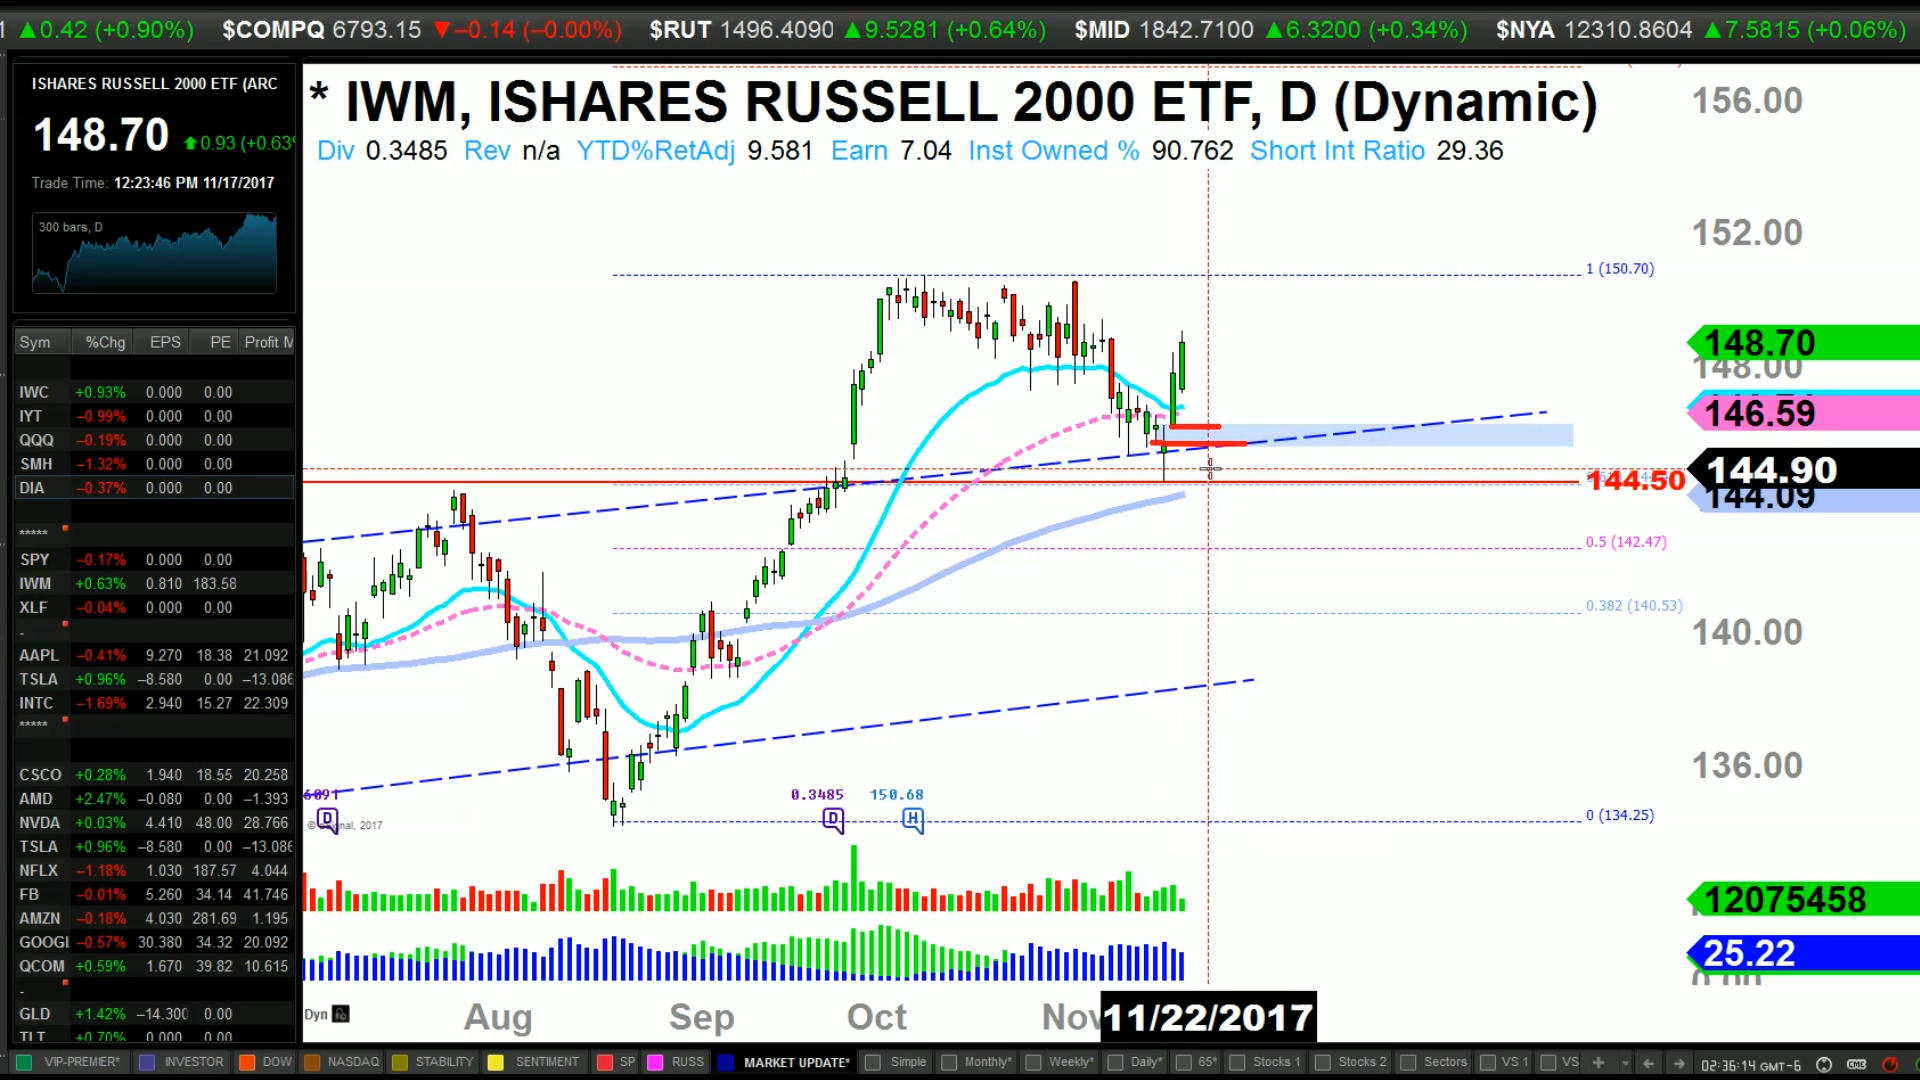 ▲0.42 (+0.90%) $COMPQ 6793.15 ▼−0.14 (−0.00%) $RUT 1496.4090 ▲9.5281 (+0.64%) $MID 1842.7100 ▲6.3200 (+0.34%) $NYA 12310.8604 ▲7.5815 (+0.06%)
ISHARES RUSSELL 2000 ETF (ARC
148.70 0.93 (+0.63%
Trade Time: 12:23:46 PM 11/17/2017
300 bars, D
Sym %Chg EPS PE Profit M
IWC +0.93% 0.000 0.00
IYT −0.99% 0.000 0.00
QQQ −0.19% 0.000 0.00
SMH −1.32% 0.000 0.00
DIA −0.37% 0.000 0.00
*****
SPY −0.17% 0.000 0.00
IWM +0.63% 0.810 183.58
XLF −0.04% 0.000 0.00
-
AAPL −0.41% 9.270 18.38 21.092
TSLA +0.96% −8.580 0.00 −13.086
INTC −1.69% 2.940 15.27 22.309
*****
CSCO +0.28% 1.940 18.55 20.258
AMD +2.47% −0.080 0.00 −1.393
NVDA +0.03% 4.410 48.00 28.766
TSLA +0.96% −8.580 0.00 −13.086
NFLX −1.18% 1.030 187.57 4.044
FB −0.01% 5.260 34.14 41.746
AMZN −0.18% 4.030 281.69 1.195
GOOGL −0.57% 30.380 34.32 20.092
QCOM +0.59% 1.670 39.82 10.615
-
GLD +1.42% −14.300 0.00
TLT +0.70% 0.000 0.00
* IWM, ISHARES RUSSELL 2000 ETF, D (Dynamic)
Div 0.3485 Rev n/a YTD%RetAdj 9.581 Earn 7.04 Inst Owned % 90.762 Short Int Ratio 29.36
156.00
152.00
1 (150.70)
148.70
148.00
146.59
144.90
144.50
144.09
0.5 (142.47)
0.382 (140.53)
140.00
136.00
0 (134.25)
0.3485 150.68
D D H
, 2017
12075458
25.22
Dyn
Aug Sep Oct Nov 11/22/2017
VIP-PREMIER* INVESTOR DOW NASDAQ STABILITY SENTIMENT SP RUSS MARKET UPDATE* Simple Monthly* Weekly* Daily* 65* Stocks 1 Stocks 2 Sectors VS 1 VS + 02:36:14 GMT-6 CME